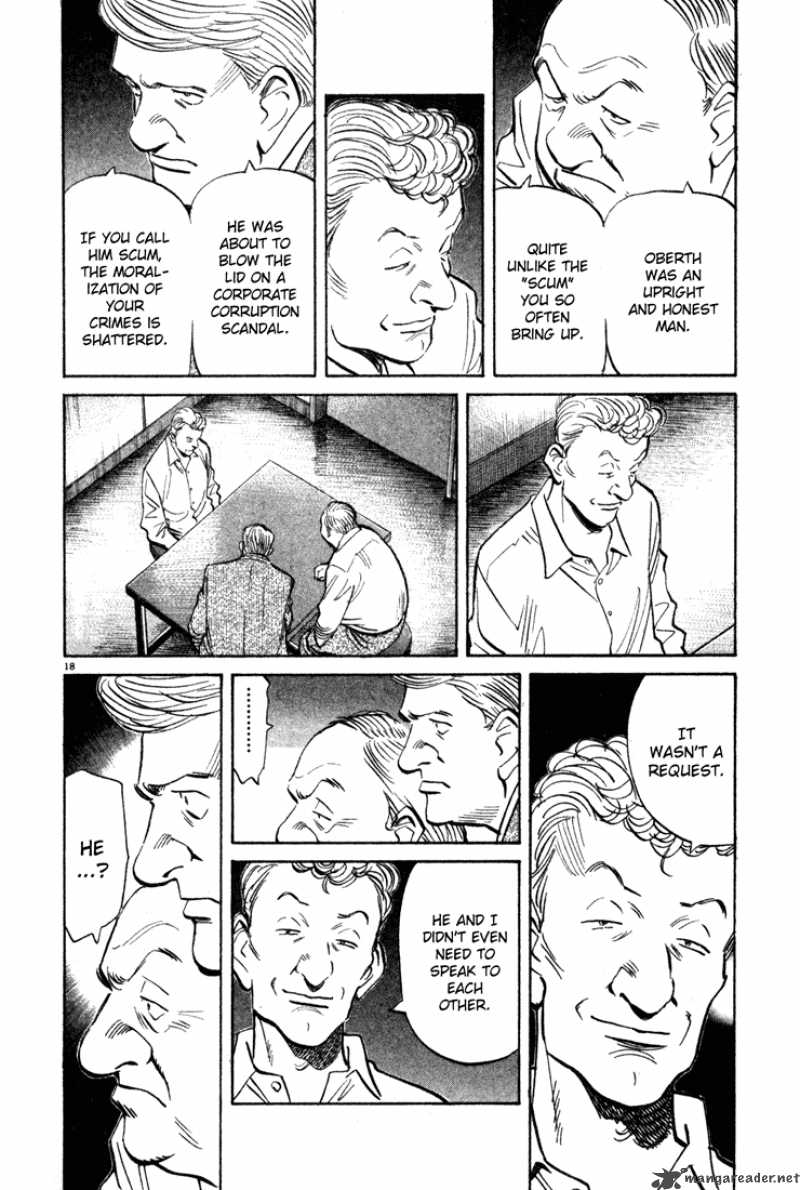 OBERTH
WAS AN
UPRIGHT
AND HONEST
MAN.
QUITE
UNLIKE THE
"SCUM"
YOU SO
OFTEN
BRING UP.
HE WAS
ABOUT TO
BLOW THE
LID ON A
CORPORATE
CORRUPTION
SCANDAL.
IF YOU CALL
HIM SCUM,
THE MORAL-
IZATION OF
YOUR
CRIMES IS
SHATTERED.
18
IT
WASN'T A
REQUEST.
..........
HE AND I
DIDN'T EVEN
NEED TO
SPEAK TO
EACH
OTHER.
HE
...?
mangareader.net